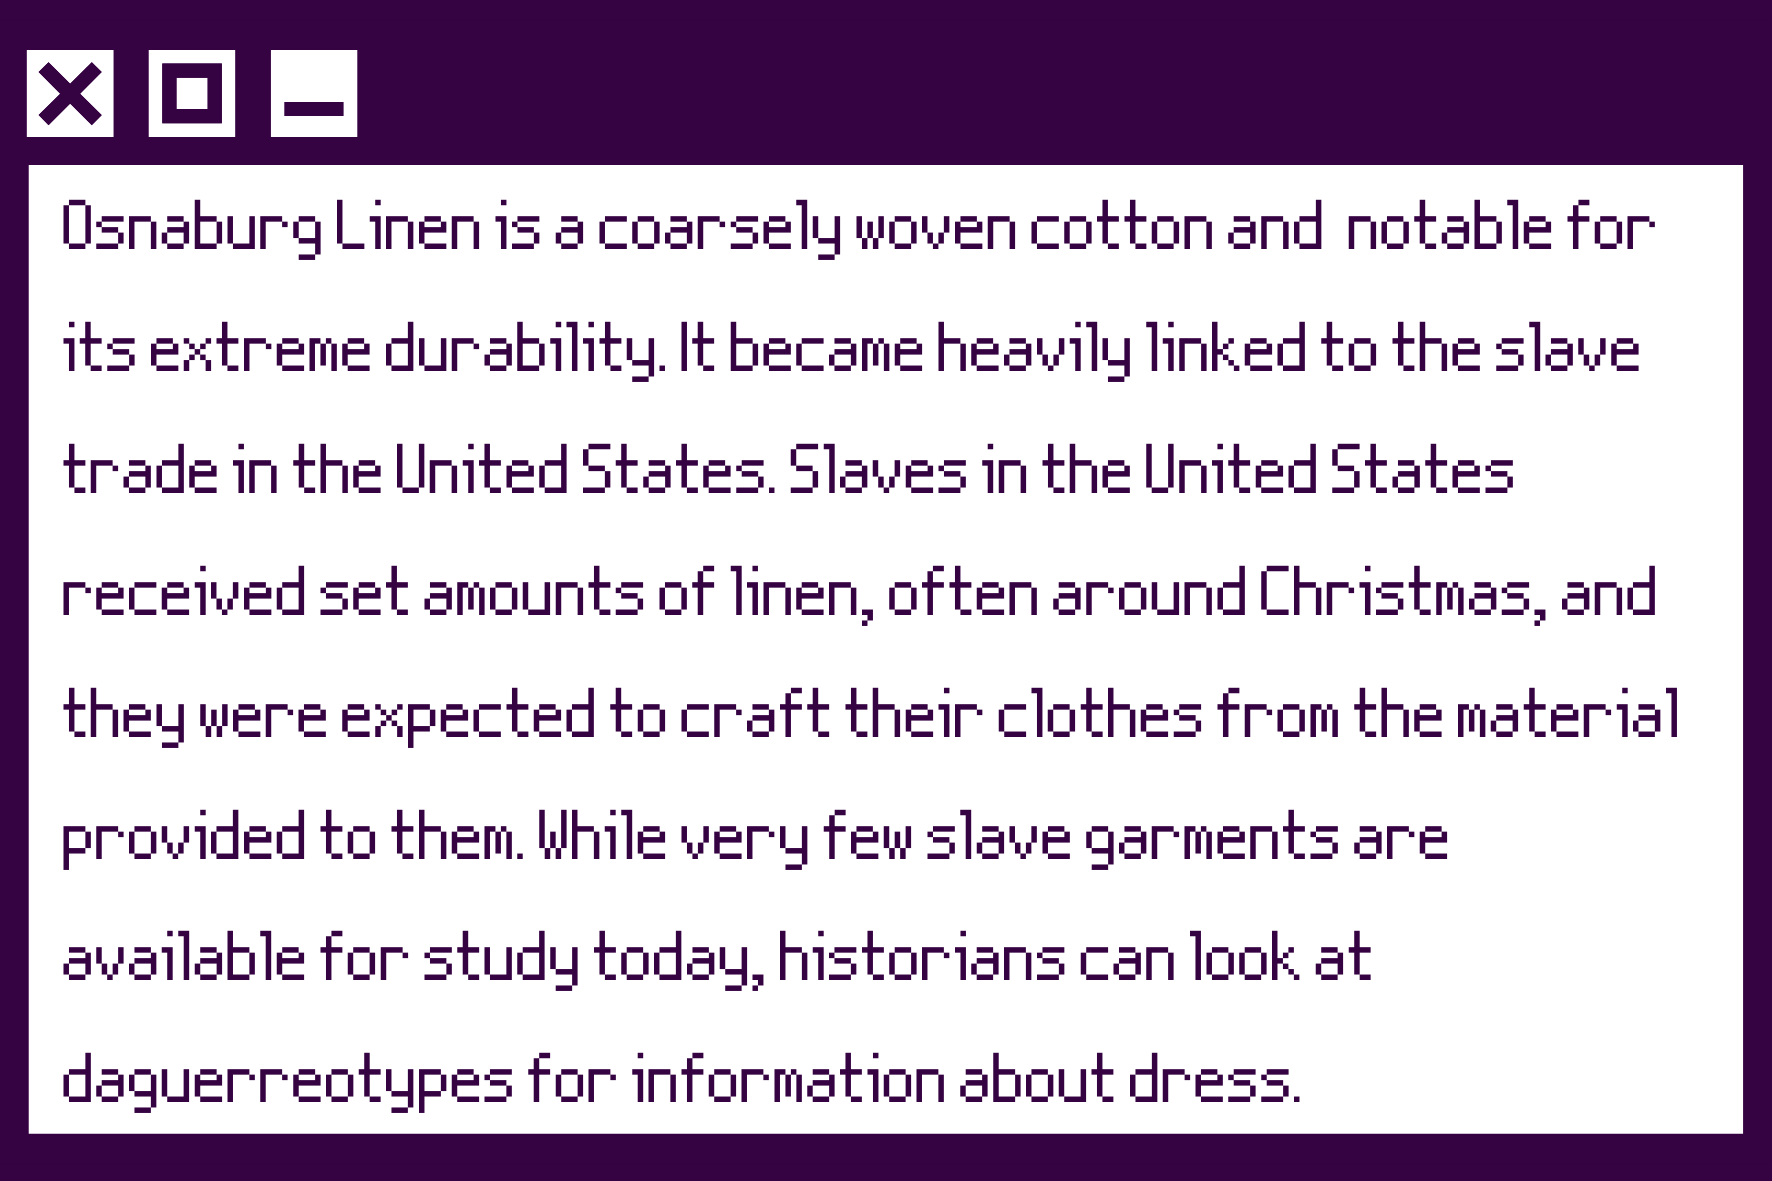 Osnaburg Linen is a coarsely woven cotton and  notable for
its extreme durability. It became heavily linked to the slave
trade in the United States. Slaves in the United States
received set amounts of linen, often around Christmas, and
they were expected to craft their clothes from the material
provided to them. While very few slave garments are
available for study today, historians can look at
daguerreotypes for information about dress.